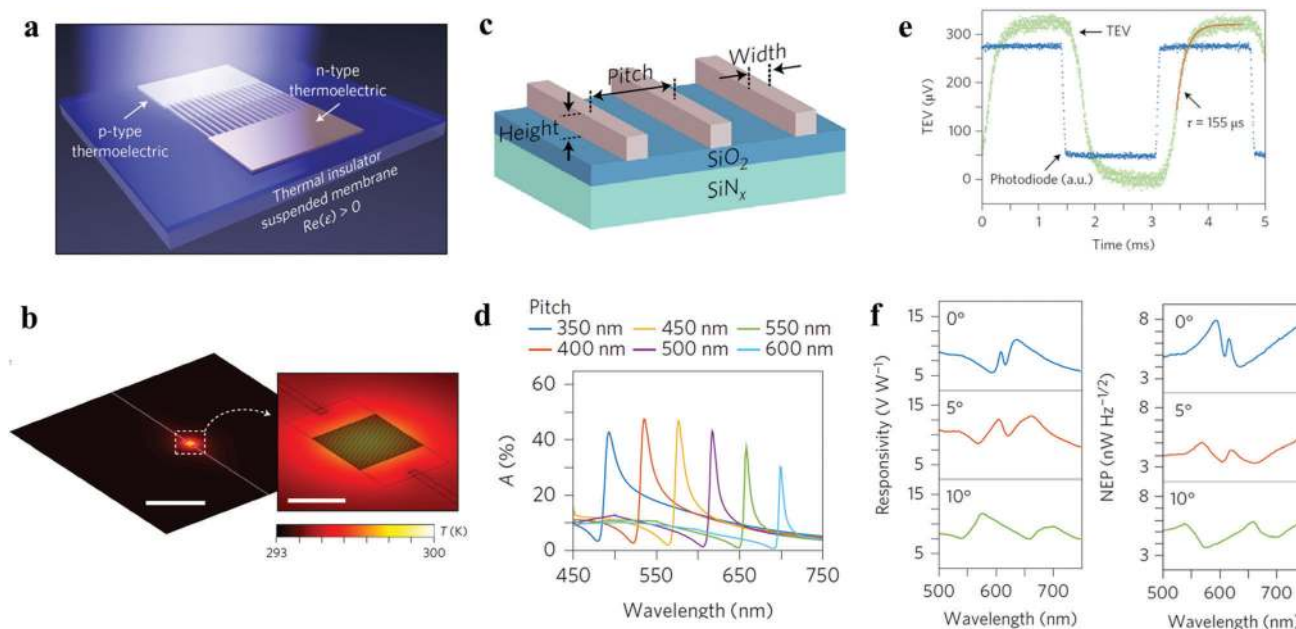 a
n-type
thermoelectric
p-type
thermoelectric
Thermal insulator
suspended membrane
Re(ε) > 0
b
T (K)
293
300
c
Pitch
Width
Height
SiO₂
SiNₓ
d
Pitch
350 nm 450 nm 550 nm
400 nm 500 nm 600 nm
A (%)
60
40
20
0
450 550 650 750
Wavelength (nm)
e
TEV (μV)
300
200
100
0
TEV
τ = 155 μs
Photodiode (a.u.)
0 1 2 3 4 5
Time (ms)
f
Responsivity (V W⁻¹)
15
5
0°
15
5
5°
15
5
10°
500 600 700
Wavelength (nm)
NEP (nW Hz⁻¹/²)
8
3
0°
8
3
5°
8
3
10°
500 600 700
Wavelength (nm)